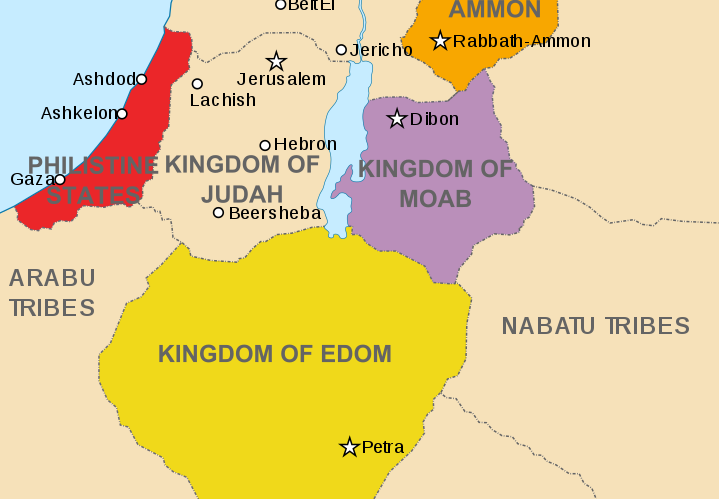 BeitEl
AMMON
Rabbath-Ammon
Jericho
Jerusalem
Ashdod
Lachish
Ashkelon
Dibon
Hebron
PHILISTINE
STATES
Gaza
KINGDOM OF
JUDAH
KINGDOM OF
MOAB
Beersheba
ARABU
TRIBES
NABATU TRIBES
KINGDOM OF EDOM
Petra